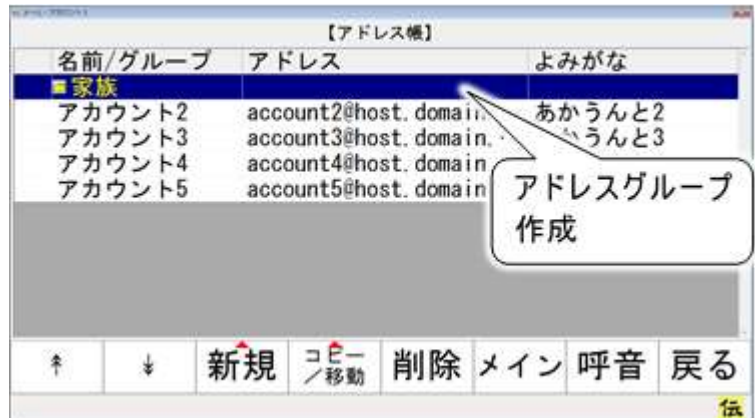 【アドレス帳】
名前/グループ アドレス よみがな
家族
アカウント2 account2@host.domain. あかうんと2
アカウント3 account3@host.domain. うんと3
アカウント4 account4@host.domain
アカウント5 account5@host.domain
アドレスグループ
作成
↟ ↡ 新規 コピー/移動 削除 メイン 呼音 戻る
伝